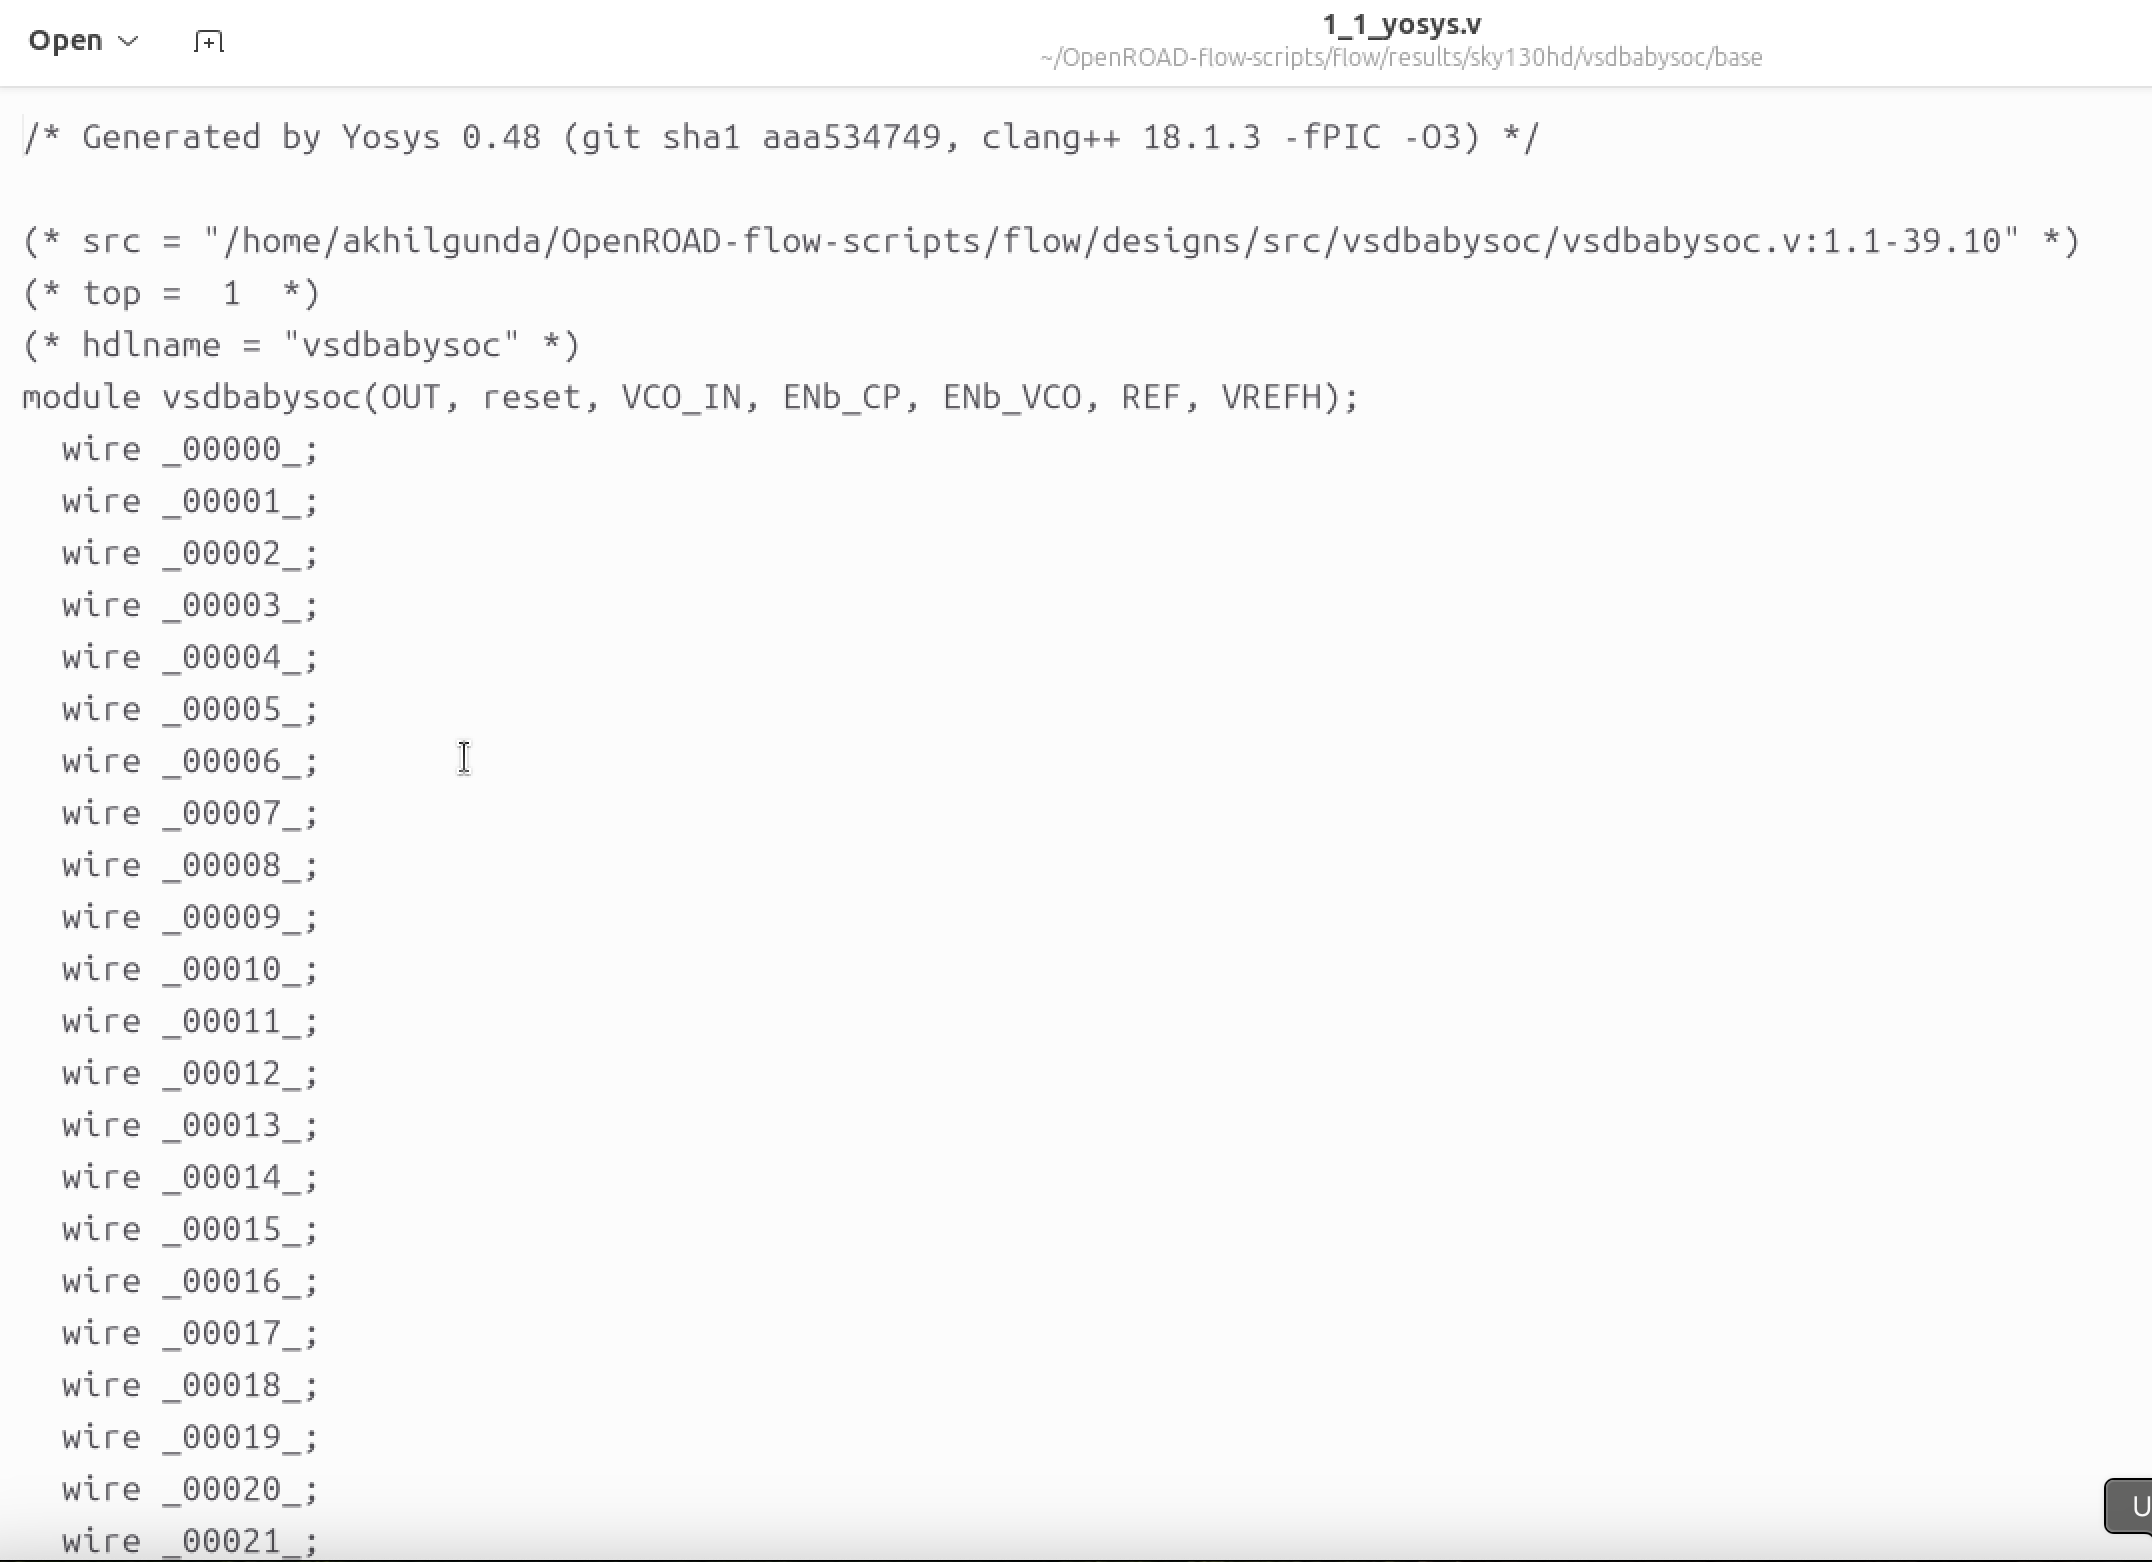 Open
1_1_yosys.v
~/OpenROAD-flow-scripts/flow/results/sky130hd/vsdbabysoc/base
/* Generated by Yosys 0.48 (git sha1 aaa534749, clang++ 18.1.3 -fPIC -O3) */
(* src = "/home/akhilgunda/OpenROAD-flow-scripts/flow/designs/src/vsdbabysoc/vsdbabysoc.v:1.1-39.10" *)
(* top =  1  *)
(* hdlname = "vsdbabysoc" *)
module vsdbabysoc(OUT, reset, VCO_IN, ENb_CP, ENb_VCO, REF, VREFH);
  wire _00000_;
  wire _00001_;
  wire _00002_;
  wire _00003_;
  wire _00004_;
  wire _00005_;
  wire _00006_;
  wire _00007_;
  wire _00008_;
  wire _00009_;
  wire _00010_;
  wire _00011_;
  wire _00012_;
  wire _00013_;
  wire _00014_;
  wire _00015_;
  wire _00016_;
  wire _00017_;
  wire _00018_;
  wire _00019_;
  wire _00020_;
  wire _00021_;